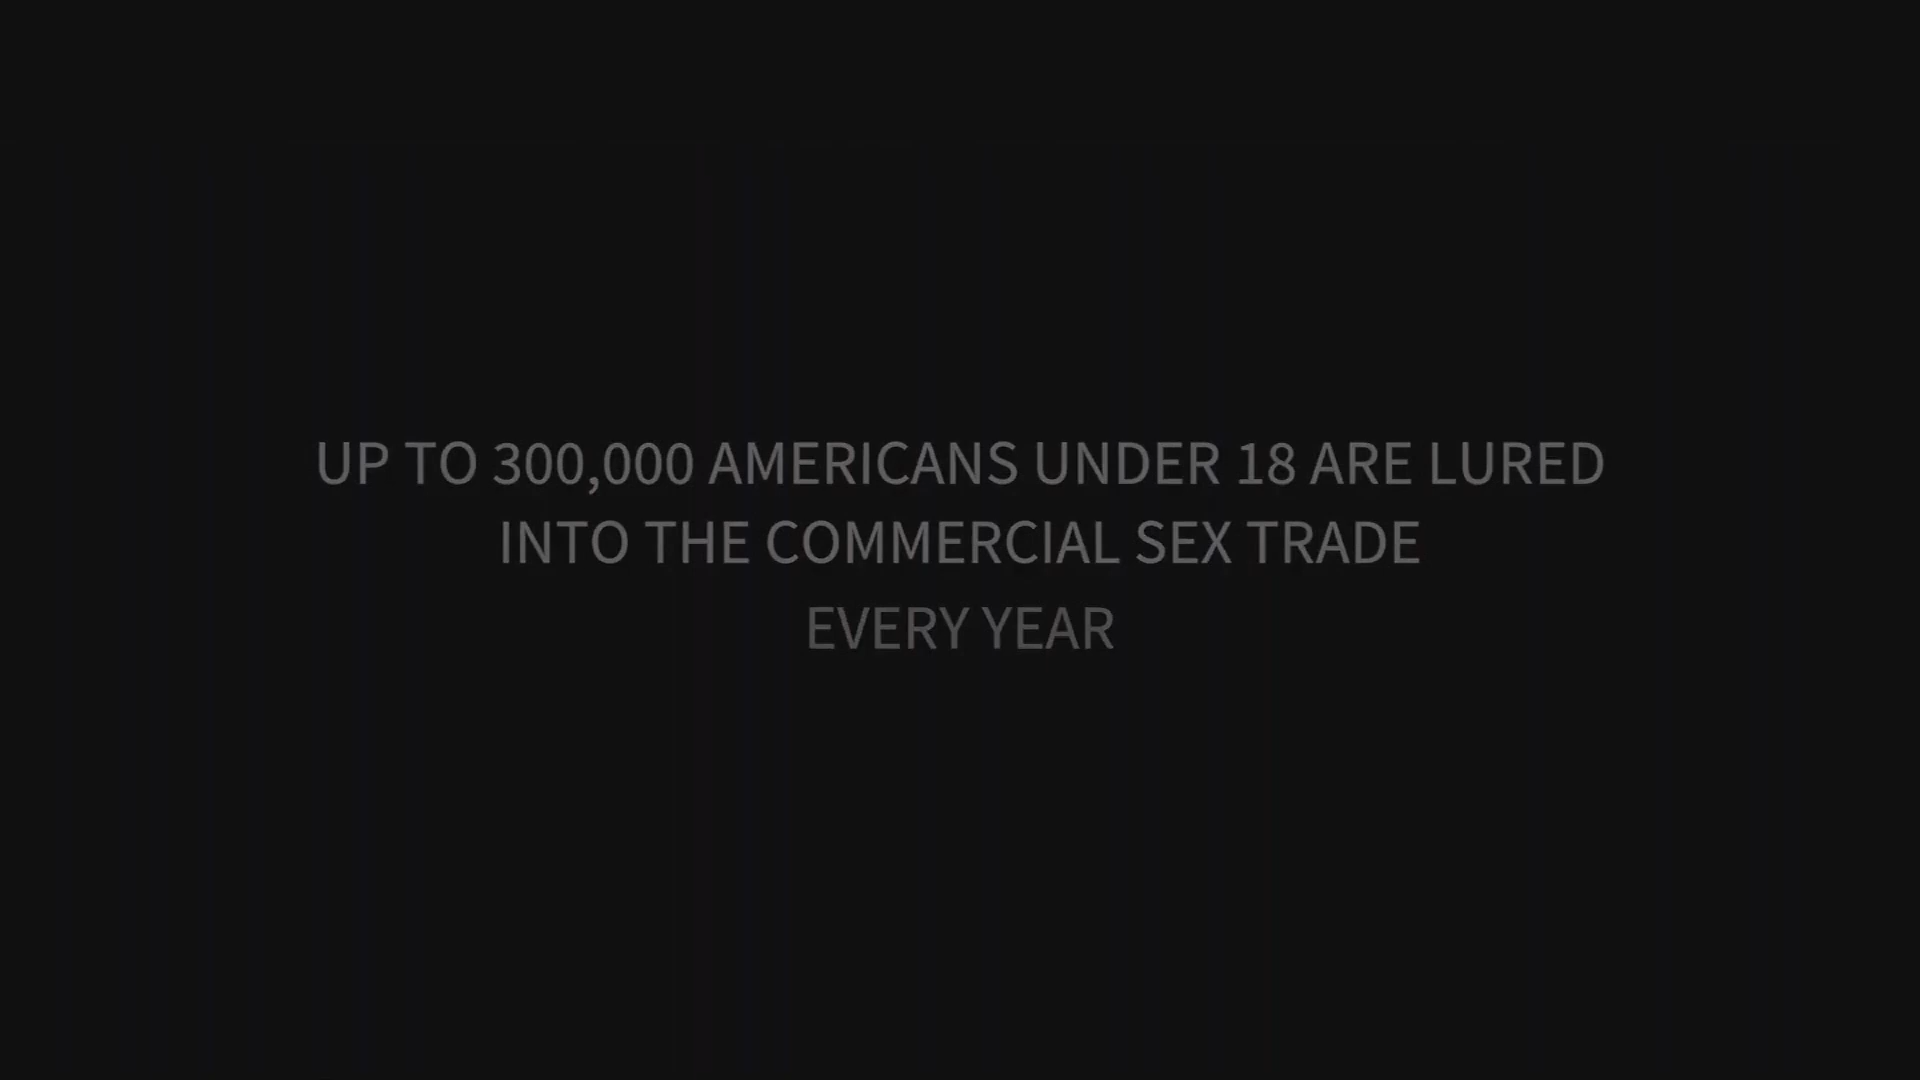 UP TO 300,000 AMERICANS UNDER 18 ARE LURED
INTO THE COMMERCIAL SEX TRADE
EVERY YEAR